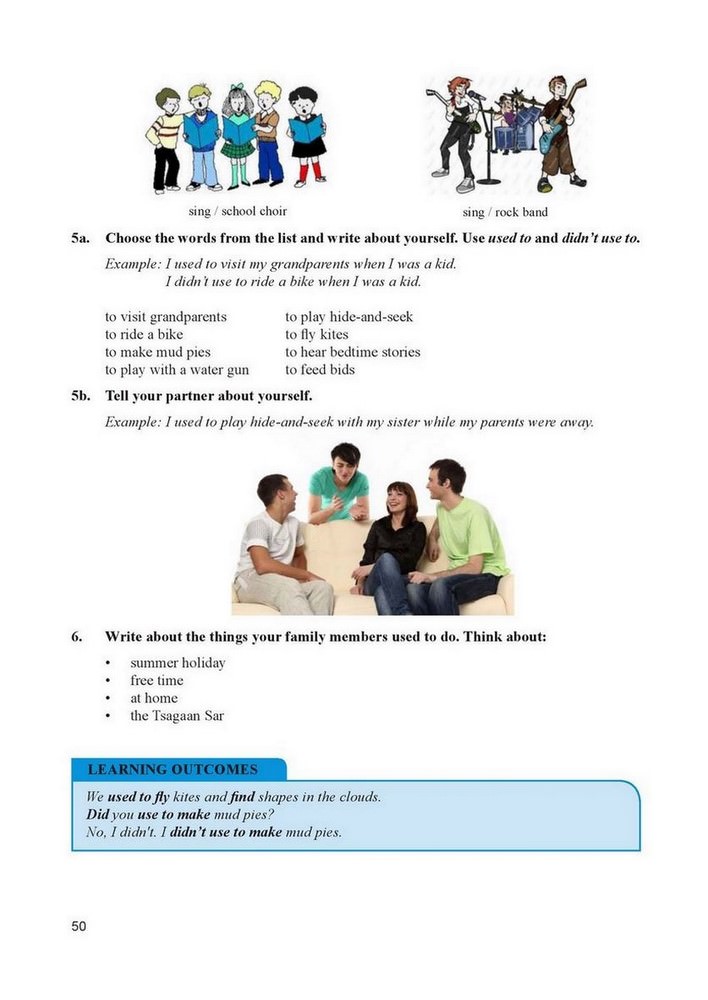 sing / school choir
sing / rock band
5a. Choose the words from the list and write about yourself. Use used to and didn't use to.
Example: I used to visit my grandparents when I was a kid.
I didn't use to ride a bike when I was a kid.
to visit grandparents
to ride a bike
to make mud pies
to play with a water gun
to play hide-and-seek
to fly kites
to hear bedtime stories
to feed bids
5b. Tell your partner about yourself.
Example: I used to play hide-and-seek with my sister while my parents were away.
6. Write about the things your family members used to do. Think about:
• summer holiday
• free time
• at home
• the Tsagaan Sar
LEARNING OUTCOMES
We used to fly kites and find shapes in the clouds.
Did you use to make mud pies?
No, I didn't. I didn't use to make mud pies.
50